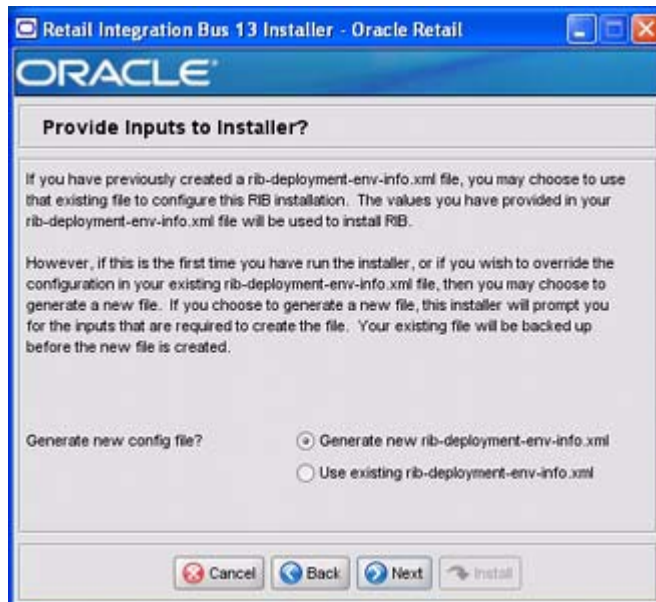 Retail Integration Bus 13 Installer - Oracle Retail
ORACLE
Provide Inputs to Installer?
If you have previously created a rib-deployment-env-info.xml file, you may choose to use
that existing file to configure this RIB installation. The values you have provided in your
rib-deployment-env-info.xml file will be used to install RIB.
However, if this is the first time you have run the installer, or if you wish to override the
configuration in your existing rib-deployment-env-info.xml file, then you may choose to
generate a new file. If you choose to generate a new file, this installer will prompt you
for the inputs that are required to create the file. Your existing file will be backed up
before the new file is created.
Generate new config file?
Generate new rib-deployment-env-info.xml
Use existing rib-deployment-env-info.xml
Cancel Back Next Install